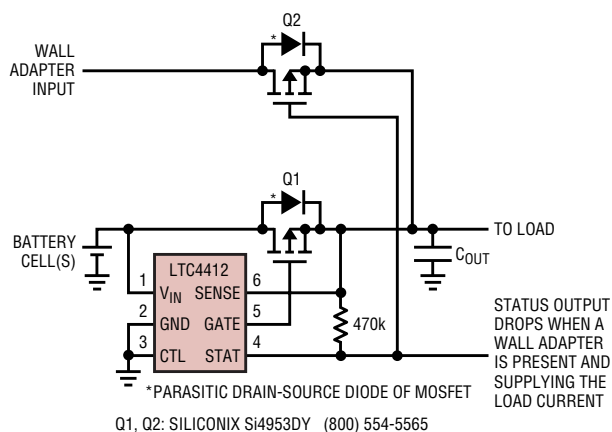 Q2
*
WALL
ADAPTER
INPUT
Q1
*
TO LOAD
BATTERY
CELL(S)
COUT
LTC4412
1
VIN
SENSE
6
2
GND
GATE
5
3
CTL
STAT
4
470k
STATUS OUTPUT
DROPS WHEN A
WALL ADAPTER
IS PRESENT AND
SUPPLYING THE
LOAD CURRENT
*PARASITIC DRAIN-SOURCE DIODE OF MOSFET
Q1, Q2: SILICONIX Si4953DY (800) 554-5565